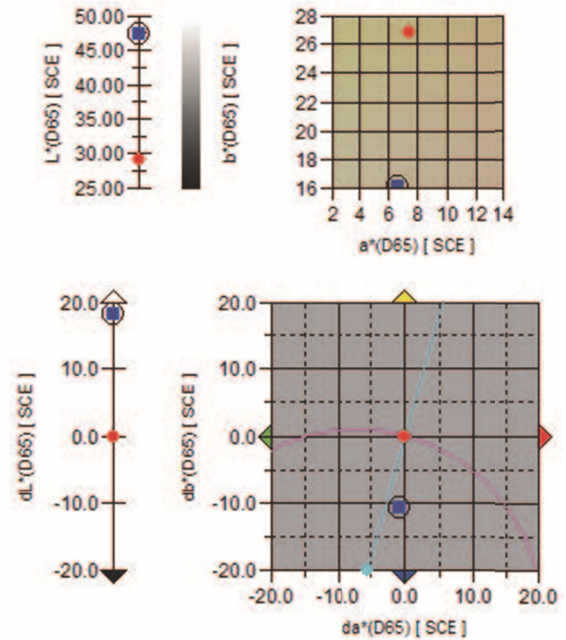 L*(D65) [ SCE ]
50.00
45.00
40.00
35.00
30.00
25.00
b*(D65) [ SCE ]
28
26
24
22
20
18
16
2 4 6 8 10 12 14
a*(D65) [ SCE ]
dL*(D65) [ SCE ]
20.0
10.0
0.0
-10.0
-20.0
db*(D65) [ SCE ]
20.0
10.0
0.0
-10.0
-20.0
-20.0 -10.0 0.0 10.0 20.0
da*(D65) [ SCE ]